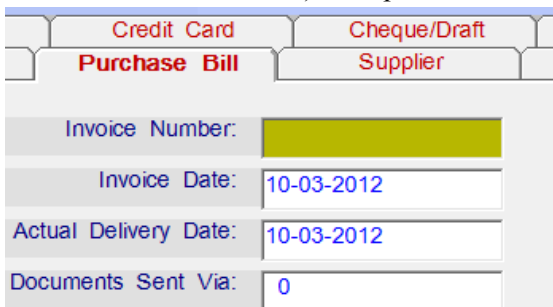 Credit Card Cheque/Draft
Purchase Bill Supplier
Invoice Number:
Invoice Date: 10-03-2012
Actual Delivery Date: 10-03-2012
Documents Sent Via: 0